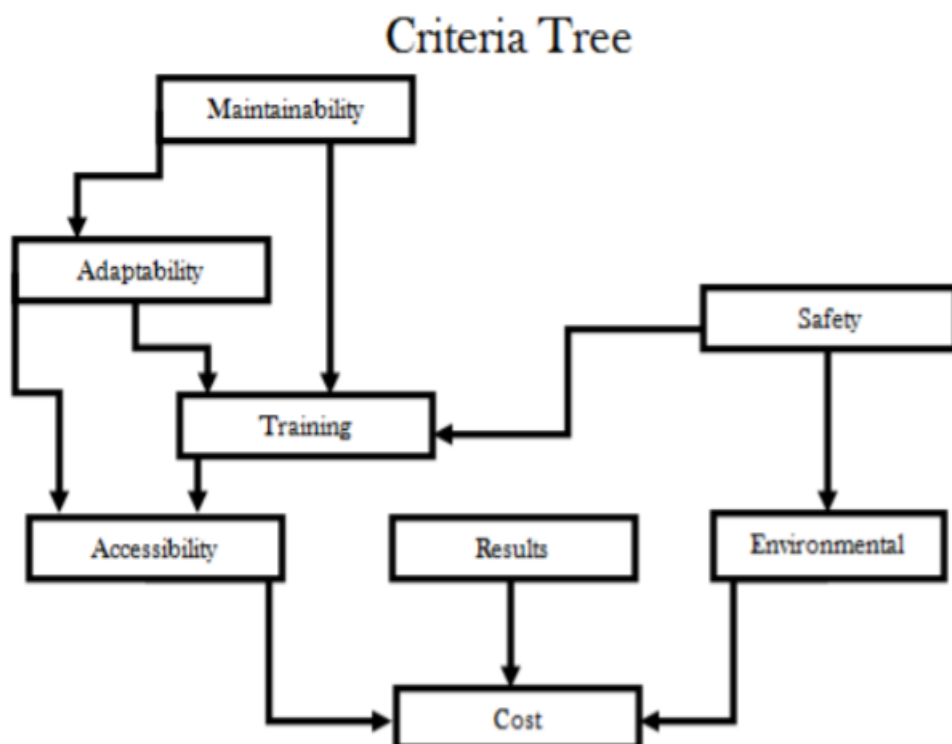 Criteria Tree
Maintainability
Adaptability
Safety
Training
Accessibility
Results
Environmental
Cost